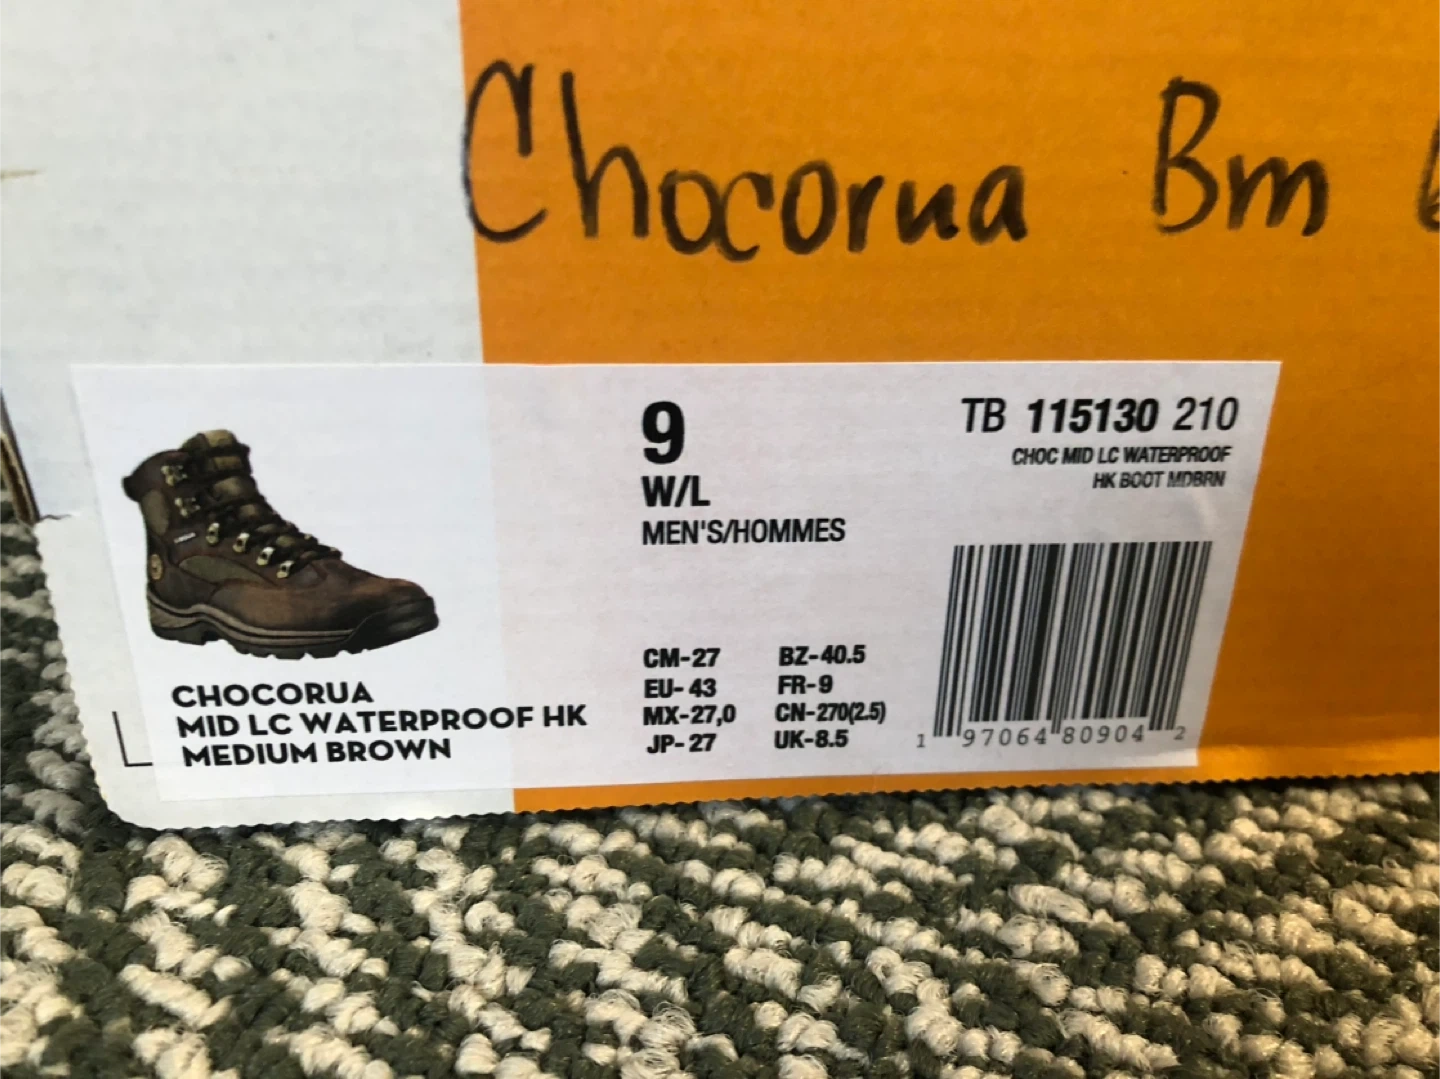 Chocorua Bm
9
W/L
MEN'S/HOMMES
TB 115130 210
CHOC MID LC WATERPROOF
HK BOOT MDBRN
CHOCORUA
MID LC WATERPROOF HK
MEDIUM BROWN
CM-27 BZ-40.5
EU-43 FR-9
MX-27,0 CN-270(2.5)
JP-27 UK-8.5
1 97064 80904 2